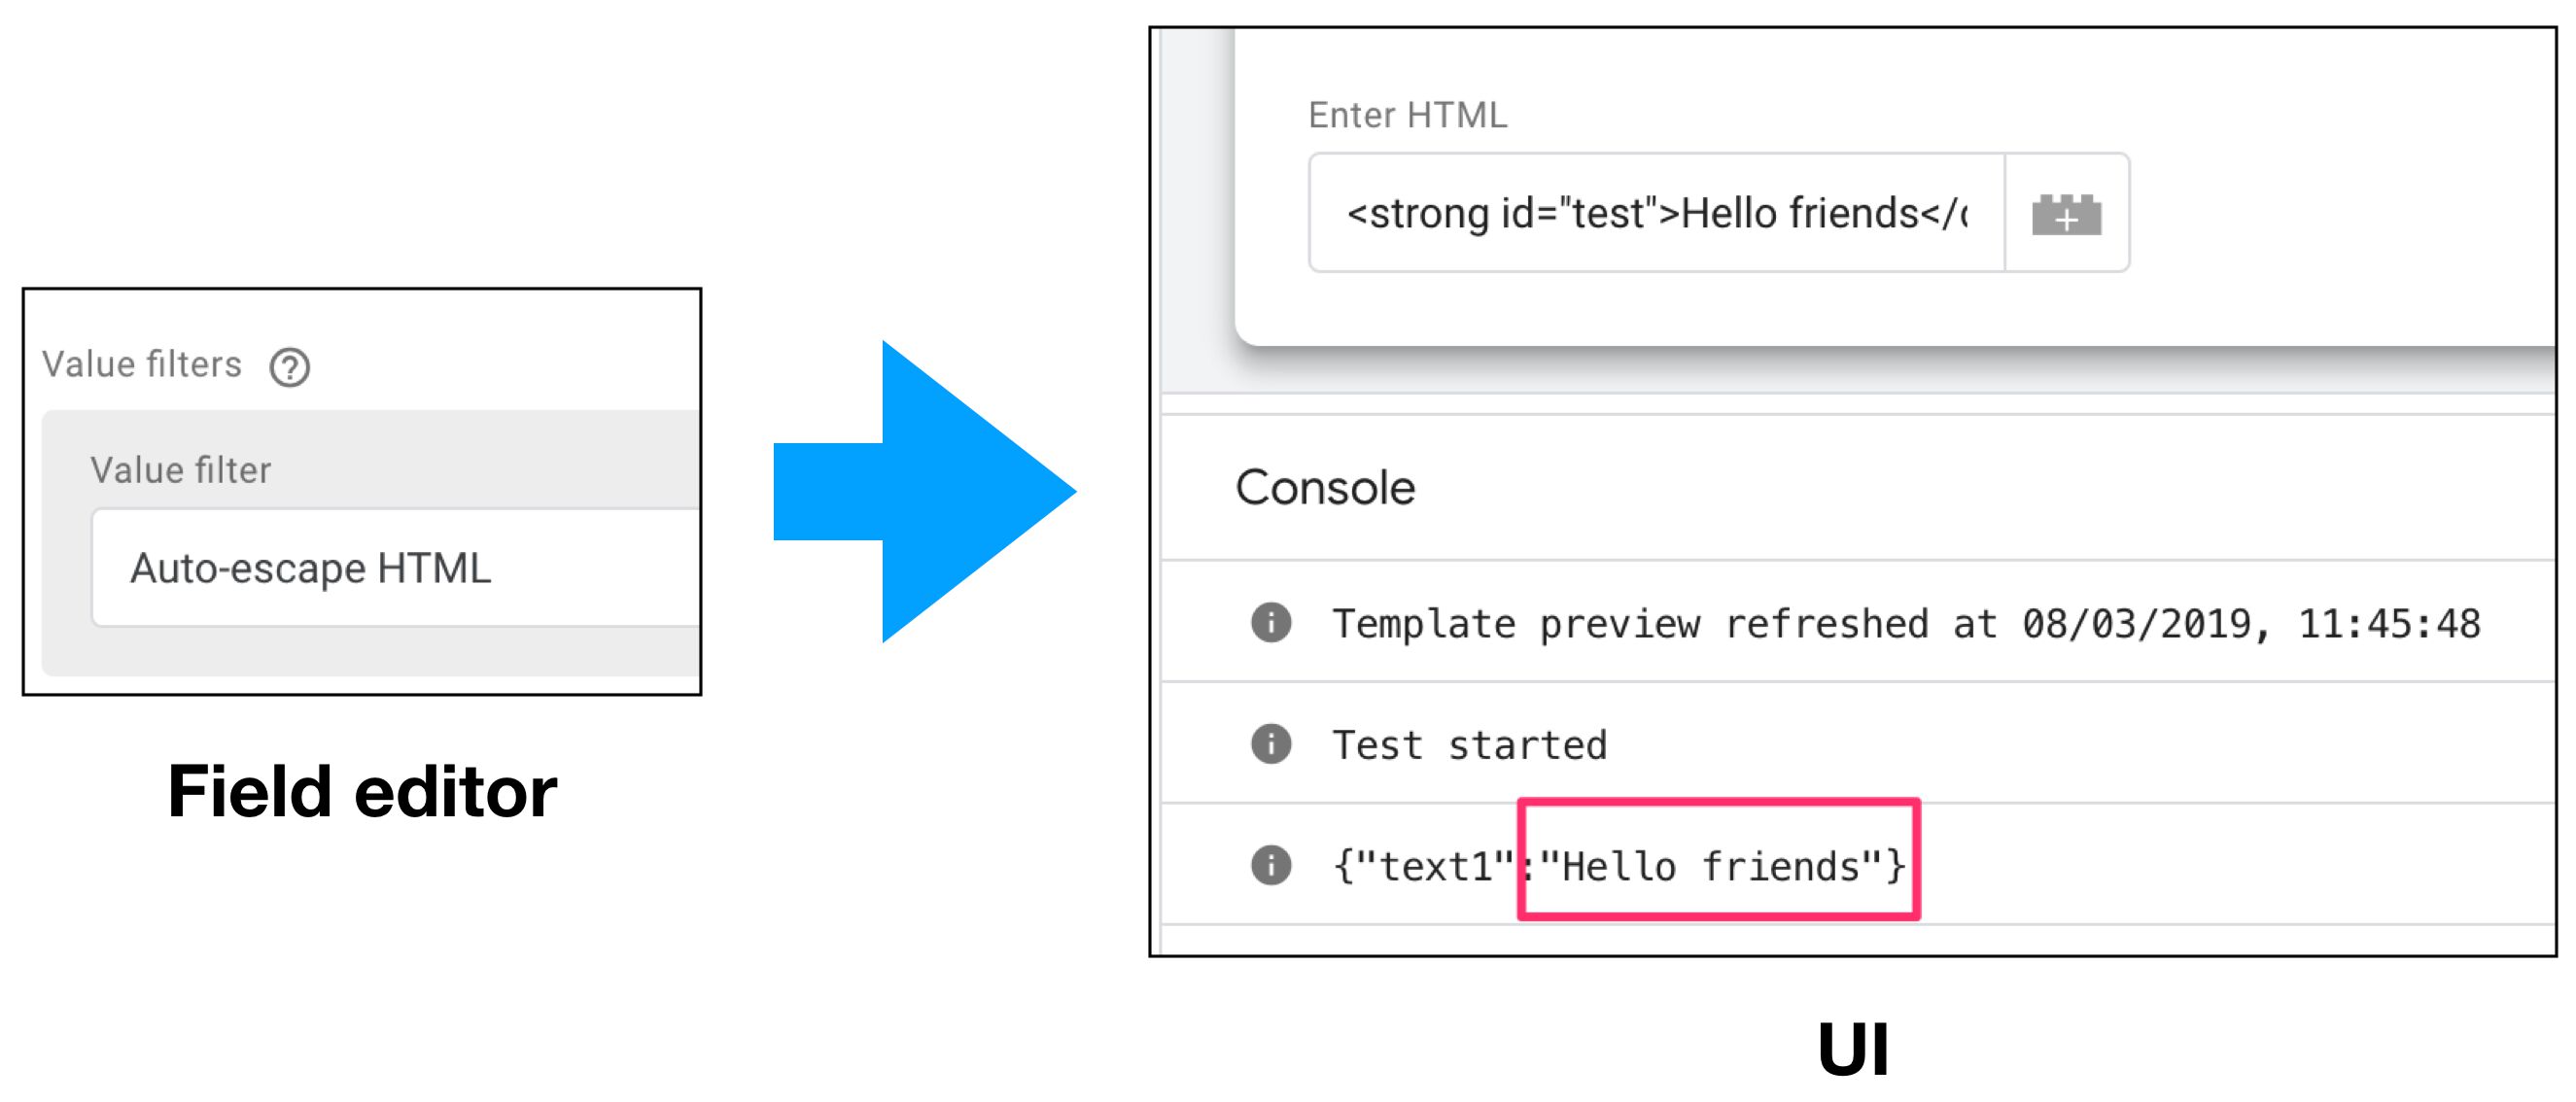 Value filters
Value filter
Auto-escape HTML
Field editor
Enter HTML
<strong id="test">Hello friends</
Console
Template preview refreshed at 08/03/2019, 11:45:48
Test started
{"text1":"Hello friends"}
UI